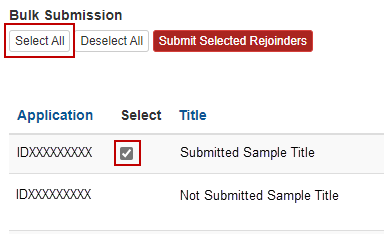 Bulk Submission
Select All Deselect All Submit Selected Rejoinders
Application Select Title
IDXXXXXXXXX Submitted Sample Title
IDXXXXXXXXX Not Submitted Sample Title